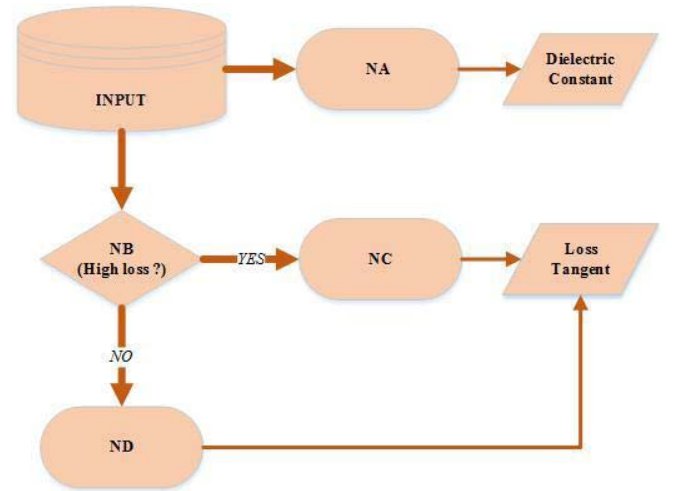 INPUT
NA
Dielectric
Constant
NB
(High loss ?)
YES
NC
Loss
Tangent
NO
ND